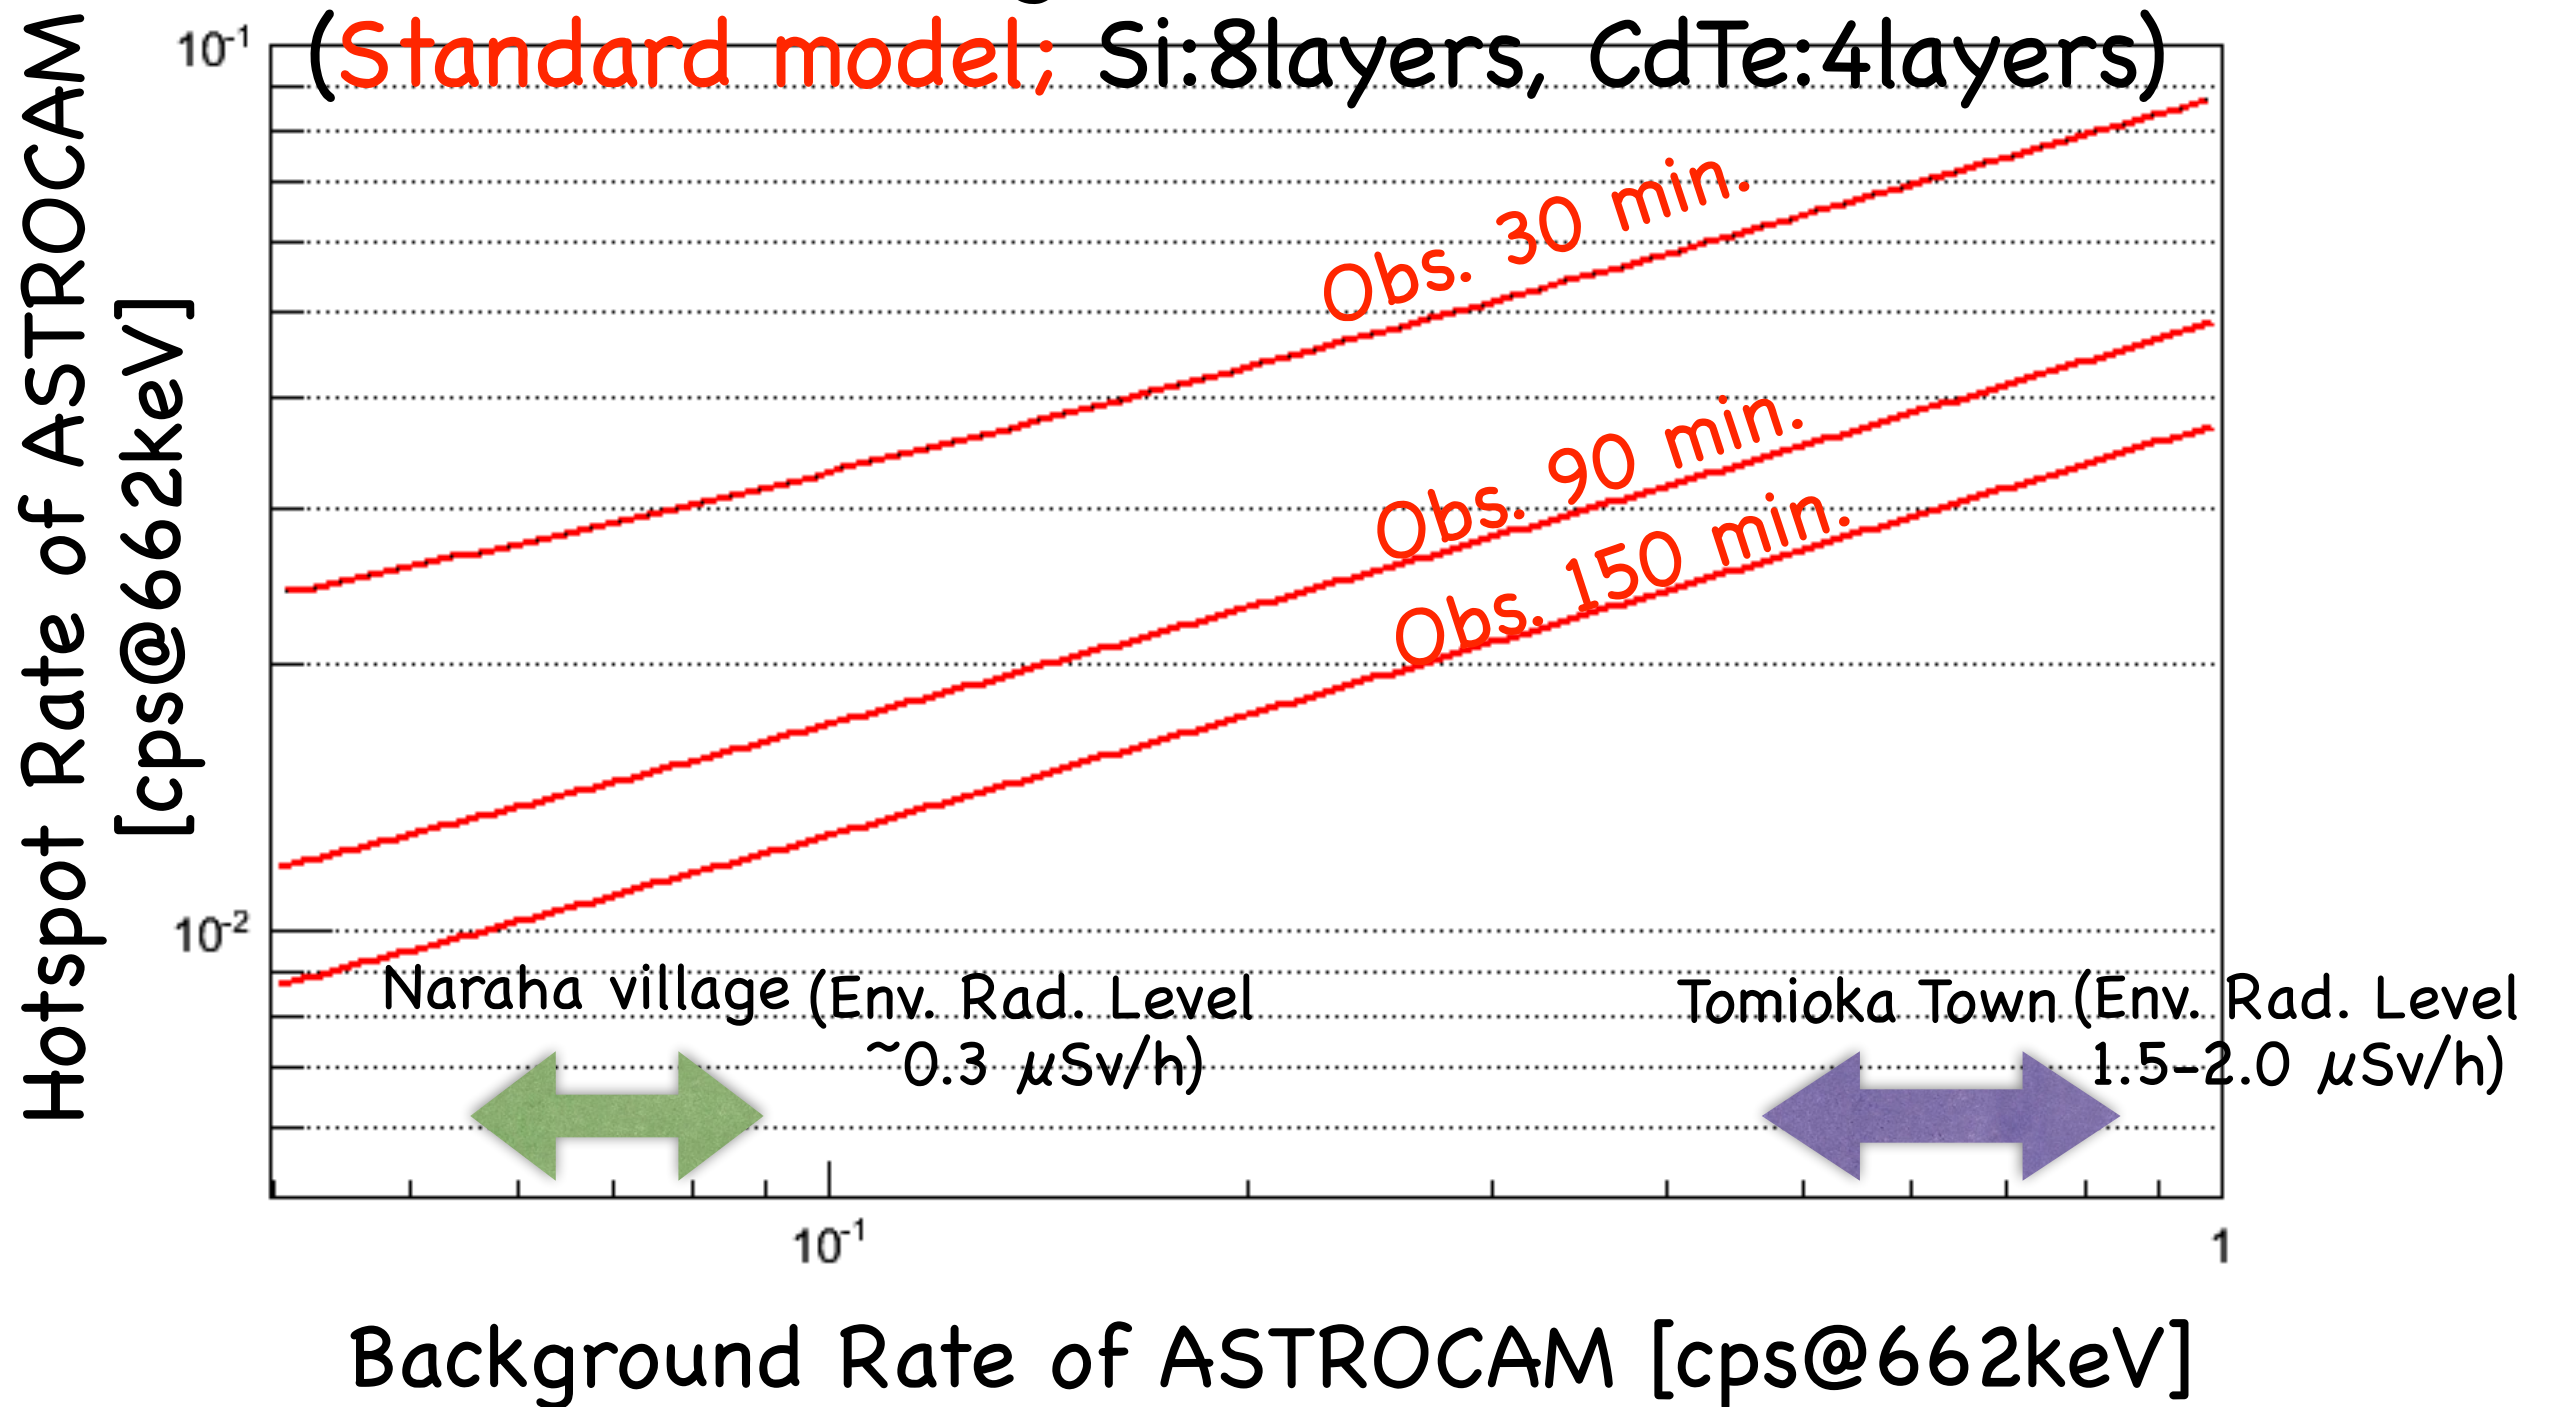 (Standard model; Si:8layers, CdTe:4layers)
Hotspot Rate of ASTROCAM
[cps@662keV]
10-1
10-2
Obs. 30 min.
Obs. 90 min.
Obs. 150 min.
Naraha village (Env. Rad. Level
~0.3 μSv/h)
Tomioka Town (Env. Rad. Level
1.5-2.0 μSv/h)
10-1
1
Background Rate of ASTROCAM [cps@662keV]